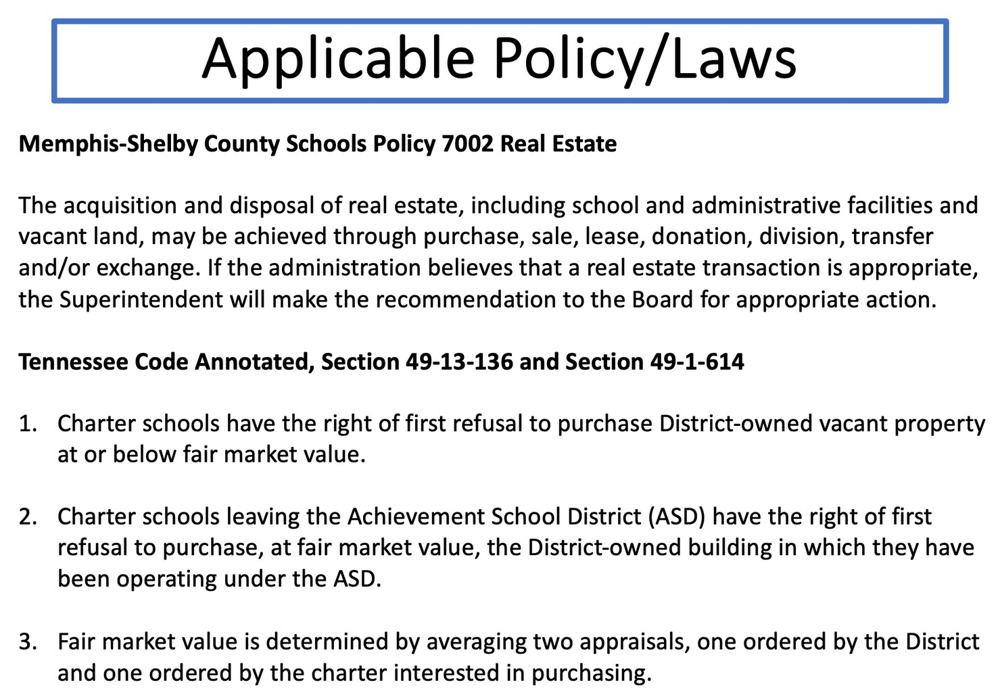 Applicable Policy/Laws
Memphis-Shelby County Schools Policy 7002 Real Estate
The acquisition and disposal of real estate, including school and administrative facilities and
vacant land, may be achieved through purchase, sale, lease, donation, division, transfer
and/or exchange. If the administration believes that a real estate transaction is appropriate,
the Superintendent will make the recommendation to the Board for appropriate action.
Tennessee Code Annotated, Section 49-13-136 and Section 49-1-614
1. Charter schools have the right of first refusal to purchase District-owned vacant property
at or below fair market value.
2. Charter schools leaving the Achievement School District (ASD) have the right of first
refusal to purchase, at fair market value, the District-owned building in which they have
been operating under the ASD.
3. Fair market value is determined by averaging two appraisals, one ordered by the District
and one ordered by the charter interested in purchasing.